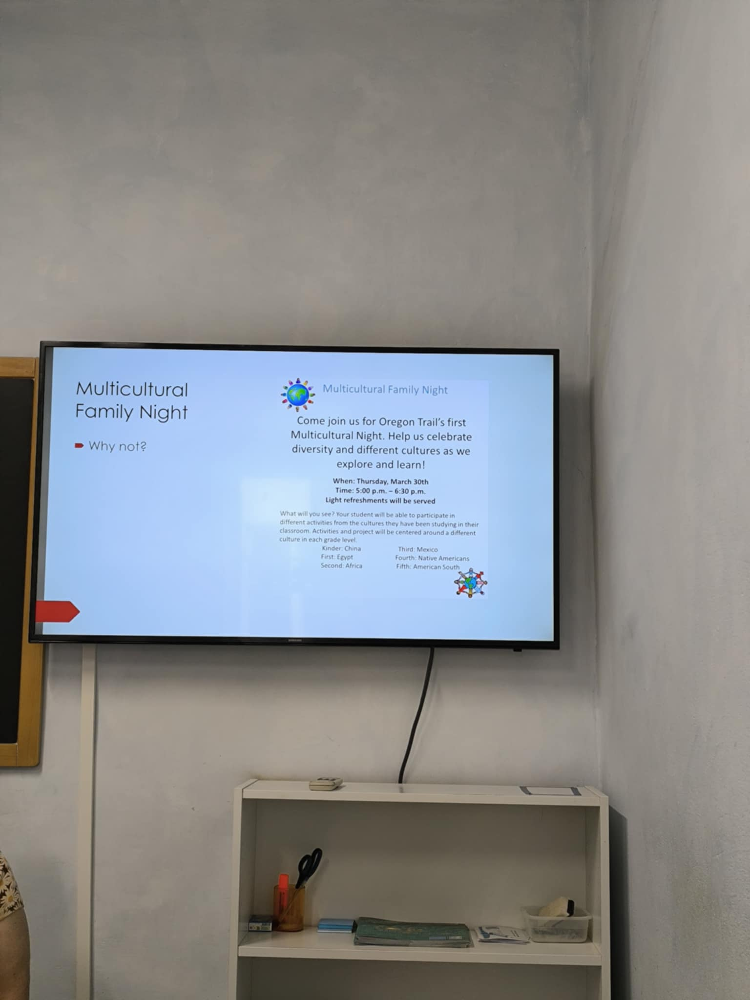 Multicultural
Family Night
Why not?
Multicultural Family Night
Come join us for Oregon Trail's first
Multicultural Night. Help us celebrate
diversity and different cultures as we
explore and learn!
When: Thursday, March 30th
Time: 5:00 p.m. – 6:30 p.m.
Light refreshments will be served
What will you see? Your student will be able to participate in
different activities from the cultures they have been studying in their
classroom. Activities and project will be centered around a different
culture in each grade level.
Kinder: China
Third: Mexico
First: Egypt
Fourth: Native Americans
Second: Africa
Fifth: American South
SAMSUNG